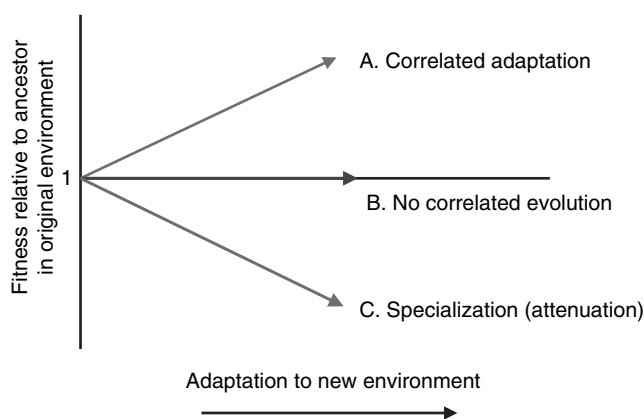 Fitness relative to ancestor
in original environment
1
A. Correlated adaptation
B. No correlated evolution
C. Specialization (attenuation)
Adaptation to new environment